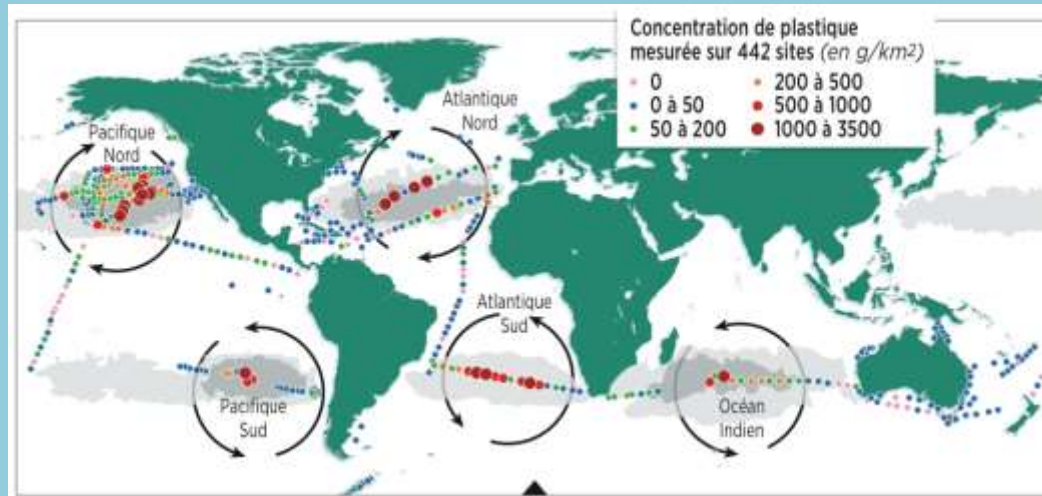 Concentration de plastique
mesurée sur 442 sites (en g/km²)
0
200 à 500
0 à 50
500 à 1000
50 à 200
1000 à 3500
Atlantique
Nord
Pacifique
Nord
Atlantique
Sud
Pacifique
Sud
Océan
Indien